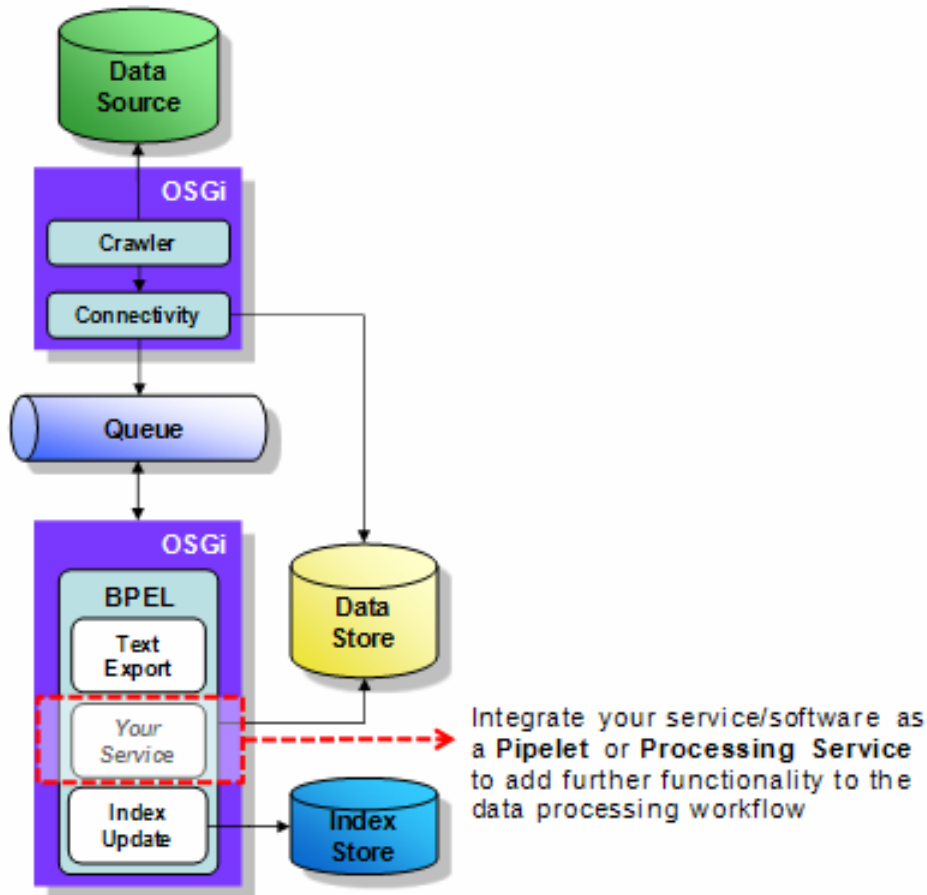 Data
Source
OSGi
Crawler
Connectivity
Queue
OSGi
BPEL
Text
Export
Your
Service
Index
Update
Data
Store
Index
Store
Integrate your service/software as
a Pipelet or Processing Service
to add further functionality to the
data processing workflow